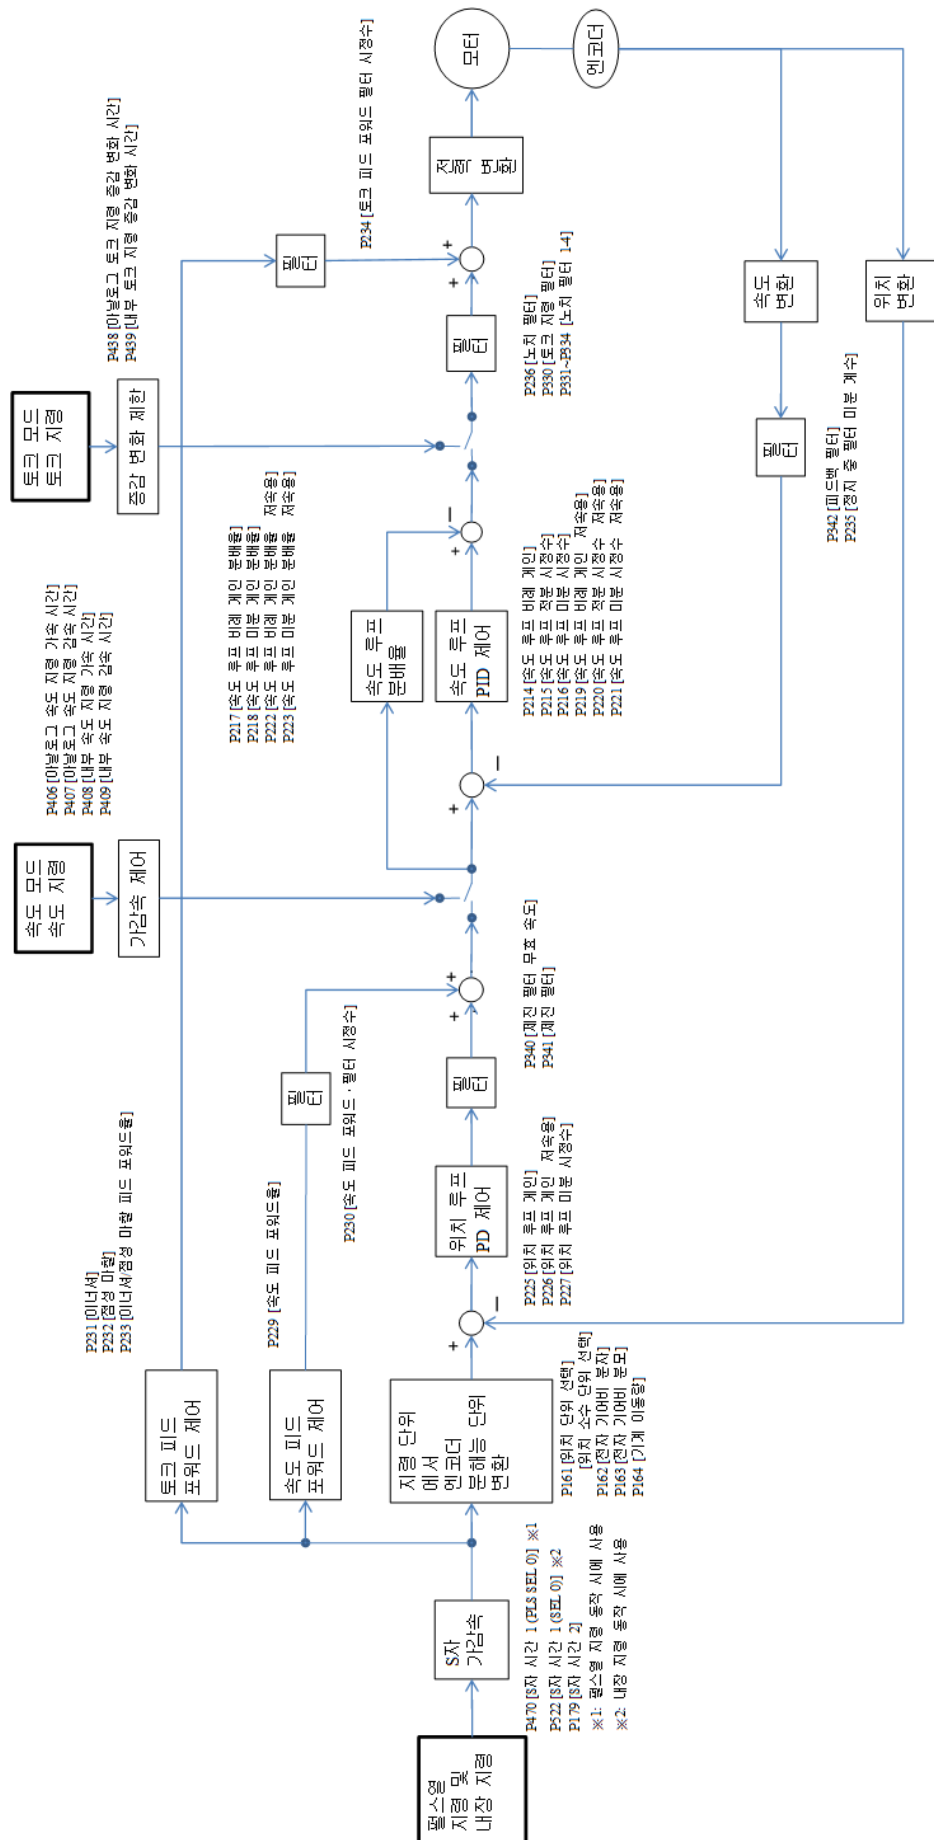 펄스열
지령 및
내장 지령
S자
가감속
P470 [S자 시간 1 (PLS SEL 0)] ※1
P522 [S자 시간 1 (SEL 0)] ※2
P179 [S자 시간 2]
※1: 펄스열 지령 동작 시에 사용
※2: 내장 지령 동작 시에 사용
토크 피드
포워드 제어
P231 [이너셔]
P232 [점성 마찰]
P233 [이너셔/점성 마찰 피드 포워드율]
속도 피드
포워드 제어
P229 [속도 피드 포워드율]
필터
P230 [속도 피드 포워드·필터 시정수]
지령 단위
에서
엔코더
분해능 단위
변환
P161 [위치 단위 선택]
[위치 소수 단위 선택]
P162 [전자 기어비 분자]
P163 [전자 기어비 분모]
P164 [기계 이동량]
+
−
위치 루프
PD 제어
P225 [위치 루프 게인]
P226 [위치 루프 게인 저속용]
P227 [위치 루프 미분 시정수]
필터
P340 [제진 필터 무효 속도]
P341 [제진 필터]
+
+
속도 모드
속도 지령
가감속 제어
P406 [아날로그 속도 지령 가속 시간]
P407 [아날로그 속도 지령 감속 시간]
P408 [내부 속도 지령 가속 시간]
P409 [내부 속도 지령 감속 시간]
+
−
속도 루프
분배율
P217 [속도 루프 비례 게인 분배율]
P218 [속도 루프 미분 게인 분배율]
P222 [속도 루프 비례 게인 분배율 저속용]
P223 [속도 루프 미분 게인 분배율 저속용]
속도 루프
PID 제어
P214 [속도 루프 비례 게인]
P215 [속도 루프 적분 시정수]
P216 [속도 루프 미분 시정수]
P219 [속도 루프 비례 게인 저속용]
P220 [속도 루프 적분 시정수 저속용]
P221 [속도 루프 미분 시정수 저속용]
+
−
토크 모드
토크 지령
증감 변화 제한
P438 [아날로그 토크 지령 증감 변화 시간]
P439 [내부 토크 지령 증감 변화 시간]
필터
P236 [노치 필터]
P330 [토크 지령 필터]
P331~P334 [노치 필터 1-4]
필터
P234 [토크 피드 포워드 필터 시정수]
+
+
전력
변환
모터
엔코더
속도
변환
필터
P342 [피드백 필터]
P235 [정지 중 필터 미분 계수]
위치
변환